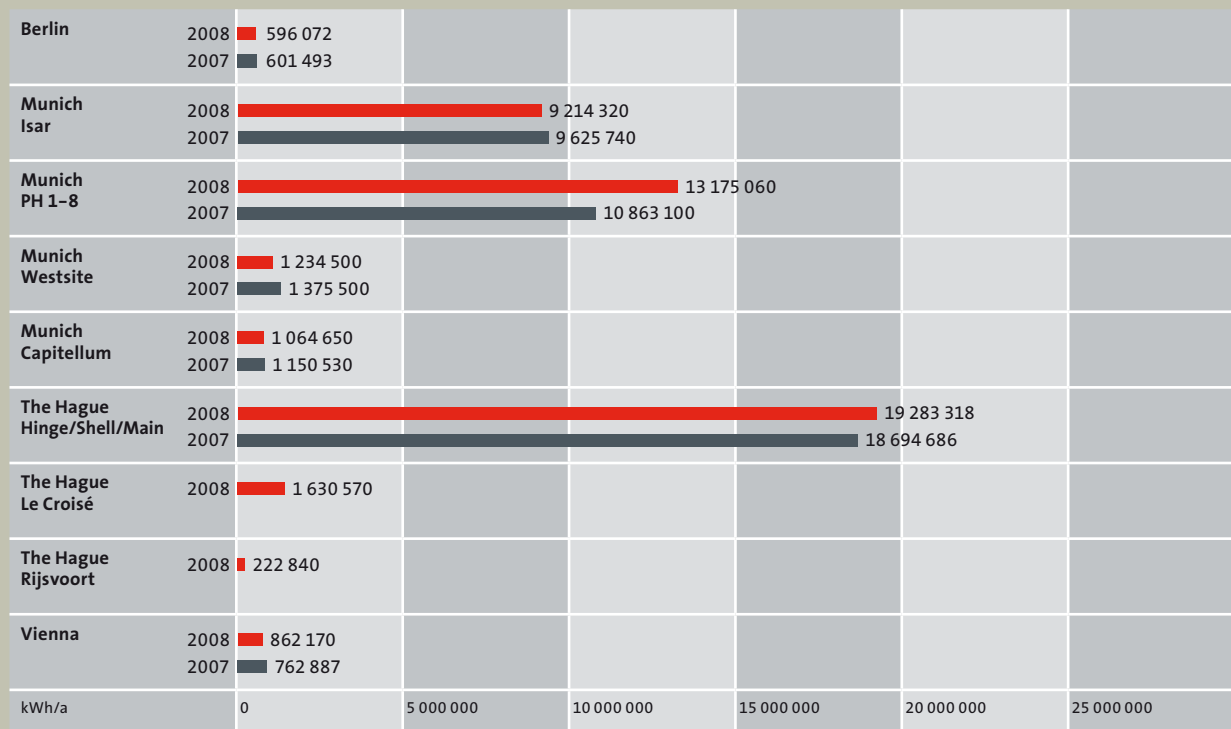 Berlin
2008 596 072
2007 601 493
Munich
Isar
2008 9 214 320
2007 9 625 740
Munich
PH 1–8
2008 13 175 060
2007 10 863 100
Munich
Westsite
2008 1 234 500
2007 1 375 500
Munich
Capitellum
2008 1 064 650
2007 1 150 530
The Hague
Hinge/Shell/Main
2008 19 283 318
2007 18 694 686
The Hague
Le Croisé
2008 1 630 570
The Hague
Rijsvoort
2008 222 840
Vienna
2008 862 170
2007 762 887
kWh/a 0 5 000 000 10 000 000 15 000 000 20 000 000 25 000 000